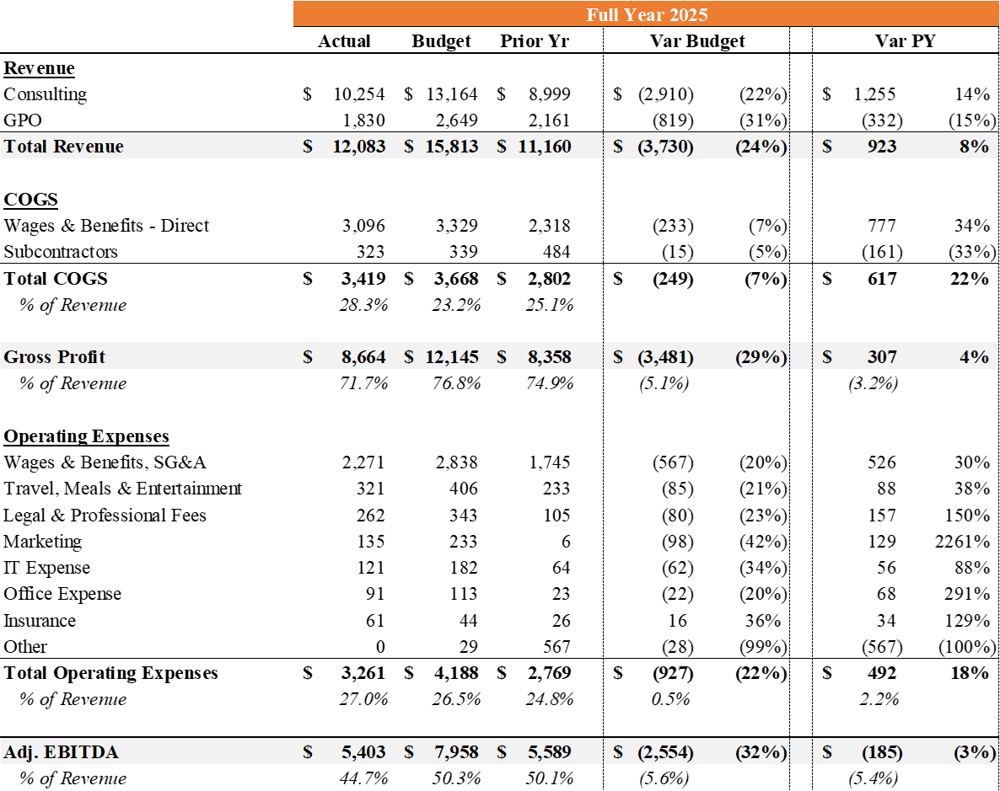 Full Year 2025
Actual Budget Prior Yr Var Budget Var PY
Revenue
Consulting $ 10,254 $ 13,164 $ 8,999 $ (2,910) (22%) $ 1,255 14%
GPO 1,830 2,649 2,161 (819) (31%) (332) (15%)
Total Revenue $ 12,083 $ 15,813 $ 11,160 $ (3,730) (24%) $ 923 8%
COGS
Wages & Benefits - Direct 3,096 3,329 2,318 (233) (7%) 777 34%
Subcontractors 323 339 484 (15) (5%) (161) (33%)
Total COGS $ 3,419 $ 3,668 $ 2,802 $ (249) (7%) $ 617 22%
% of Revenue 28.3% 23.2% 25.1%
Gross Profit $ 8,664 $ 12,145 $ 8,358 $ (3,481) (29%) $ 307 4%
% of Revenue 71.7% 76.8% 74.9% (5.1%) (3.2%)
Operating Expenses
Wages & Benefits, SG&A 2,271 2,838 1,745 (567) (20%) 526 30%
Travel, Meals & Entertainment 321 406 233 (85) (21%) 88 38%
Legal & Professional Fees 262 343 105 (80) (23%) 157 150%
Marketing 135 233 6 (98) (42%) 129 2261%
IT Expense 121 182 64 (62) (34%) 56 88%
Office Expense 91 113 23 (22) (20%) 68 291%
Insurance 61 44 26 16 36% 34 129%
Other 0 29 567 (28) (99%) (567) (100%)
Total Operating Expenses $ 3,261 $ 4,188 $ 2,769 $ (927) (22%) $ 492 18%
% of Revenue 27.0% 26.5% 24.8% 0.5% 2.2%
Adj. EBITDA $ 5,403 $ 7,958 $ 5,589 $ (2,554) (32%) $ (185) (3%)
% of Revenue 44.7% 50.3% 50.1% (5.6%) (5.4%)